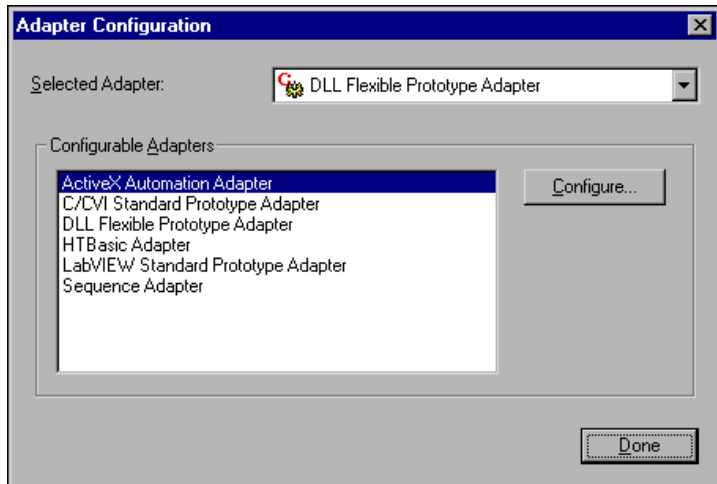 Adapter Configuration
Selected Adapter: DLL Flexible Prototype Adapter
Configurable Adapters
ActiveX Automation Adapter
Configure...
C/CVI Standard Prototype Adapter
DLL Flexible Prototype Adapter
HTBasic Adapter
LabVIEW Standard Prototype Adapter
Sequence Adapter
Done